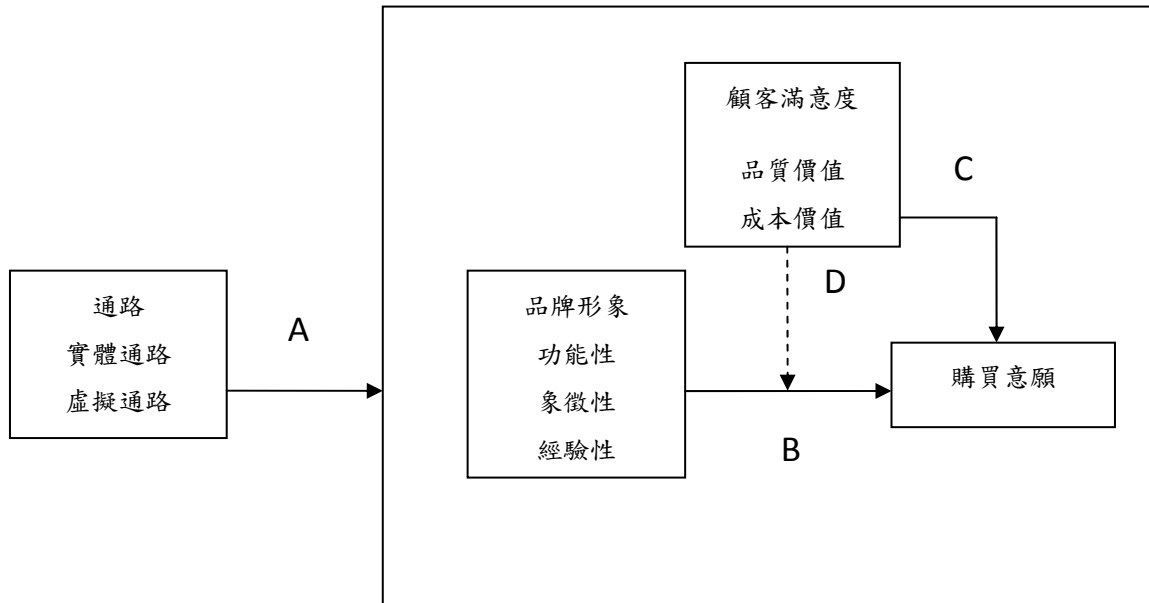 顧客滿意度
品質價值
成本價值
C
D
通路
實體通路
虛擬通路
A
品牌形象
功能性
象徵性
經驗性
B
購買意願